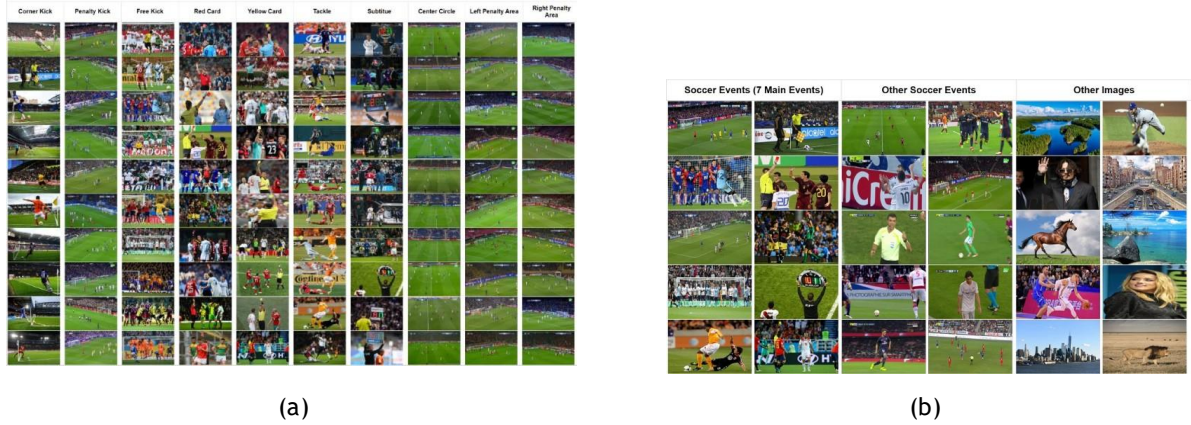 Corner Kick Penalty Kick Free Kick Red Card Yellow Card Tackle Subtitue Center Circle Left Penalty Area Right Penalty Area
Soccer Events (7 Main Events) Other Soccer Events Other Images
(a) (b)